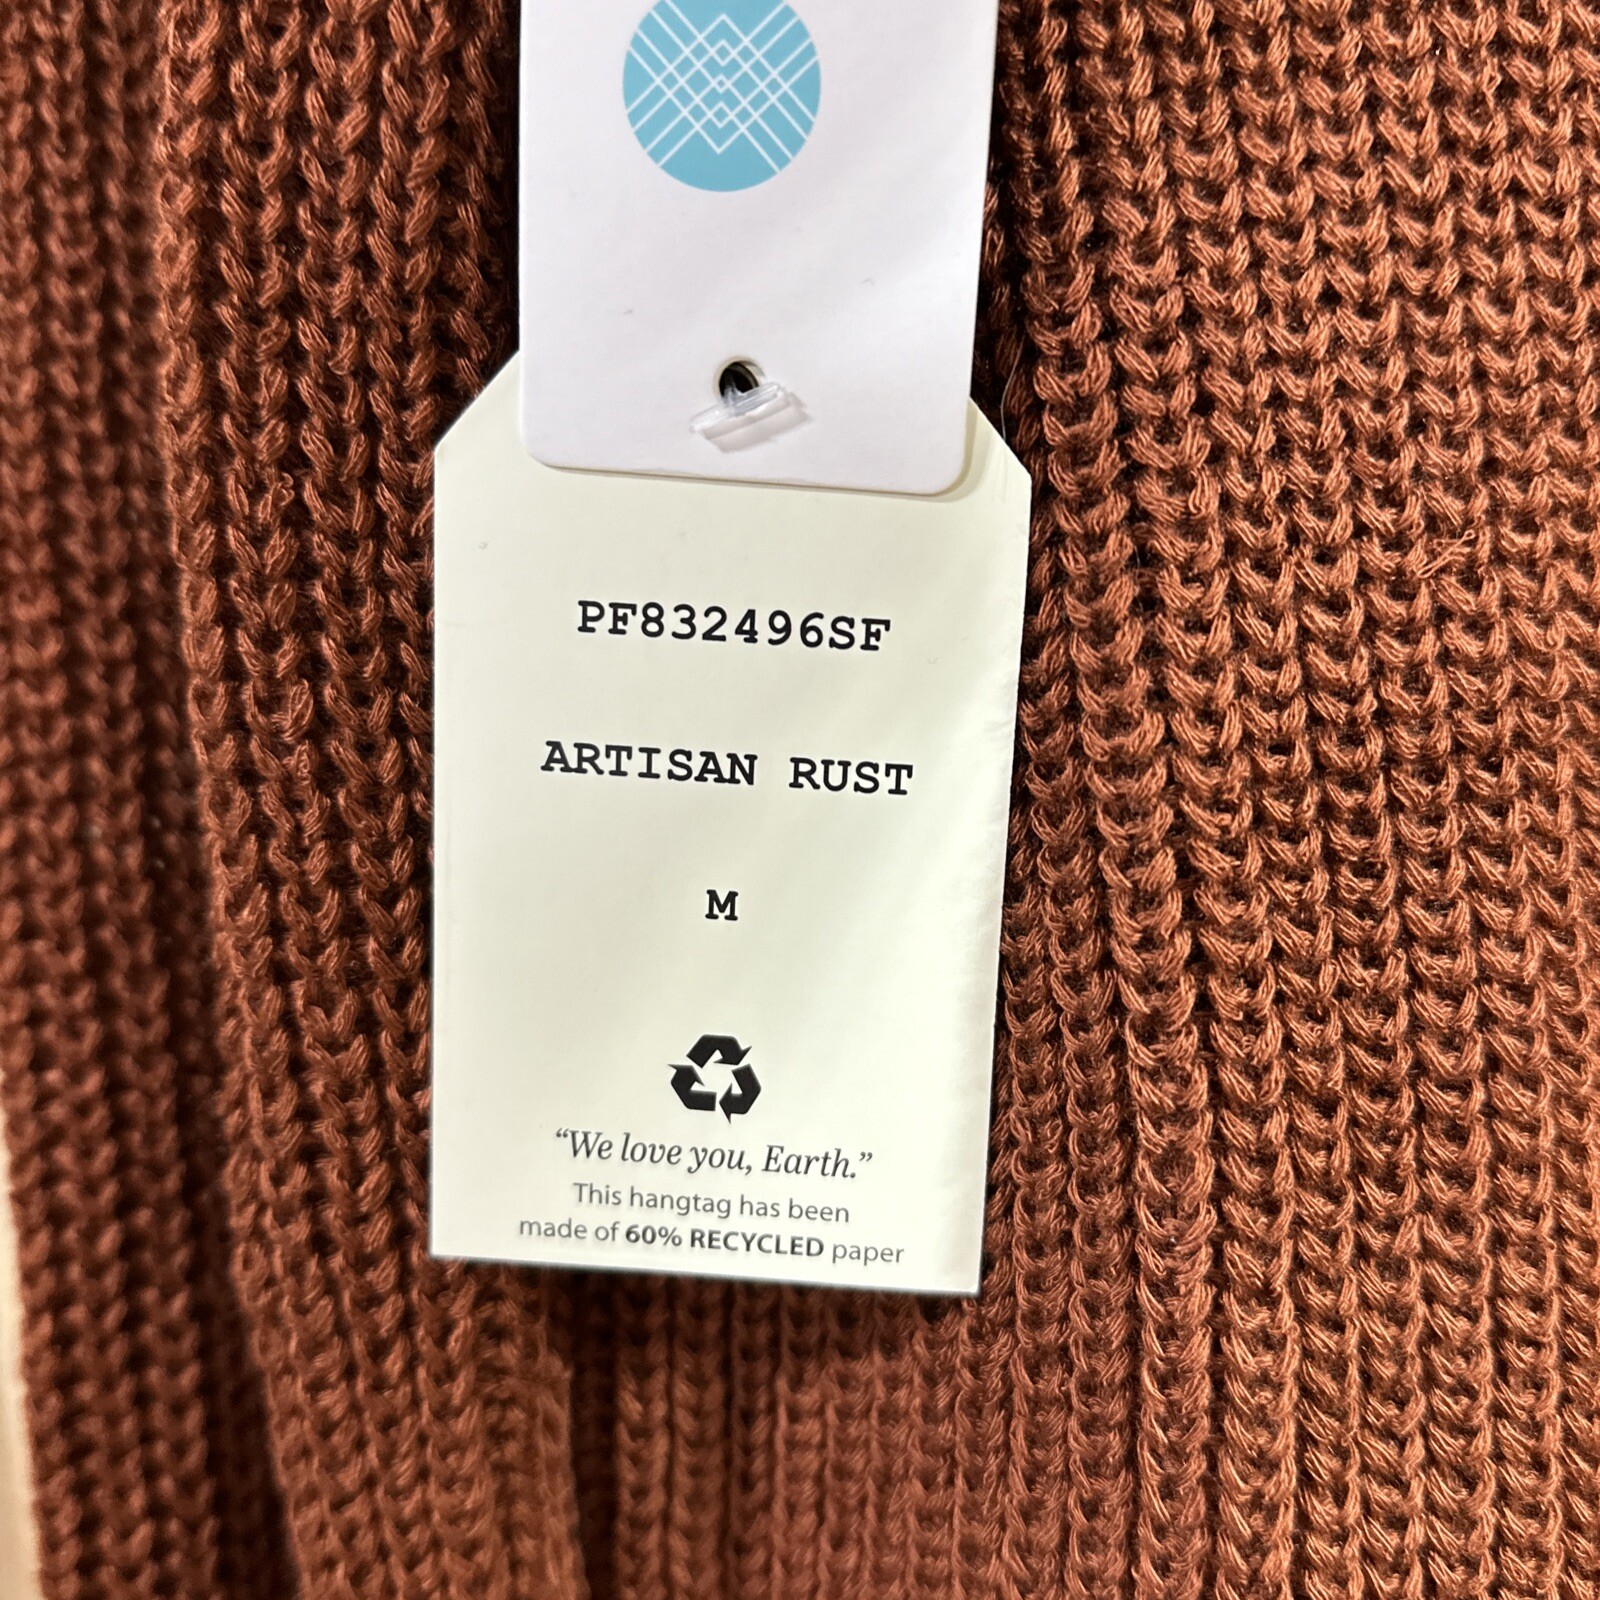 PF832496SF
ARTISAN RUST
M
“We love you, Earth.”
This hangtag has been
made of 60% RECYCLED paper